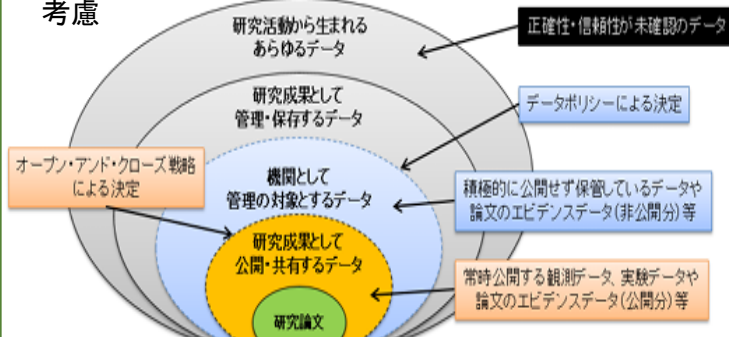 考慮
研究活動から生まれる
あらゆるデータ
正確性・信頼性が未確認のデータ
研究成果として
管理・保存するデータ
データポリシーによる決定
オープン・アンド・クローズ戦略
による決定
機関として
管理の対象とするデータ
積極的に公開せず保管しているデータや
論文のエビデンスデータ(非公開分)等
研究成果として
公開・共有するデータ
常時公開する観測データ、実験データや
論文のエビデンスデータ(公開分)等
研究論文